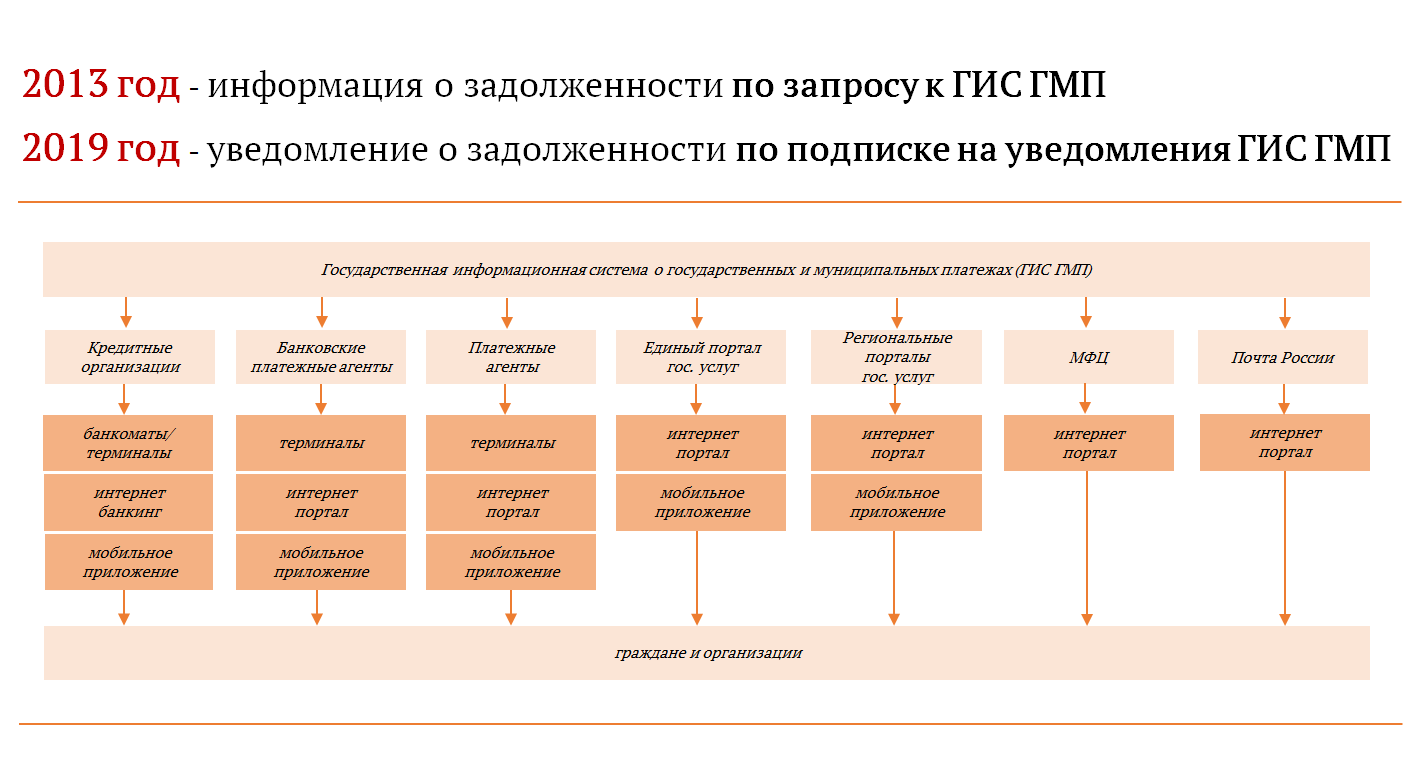 2013 год - информация о задолженности по запросу к ГИС ГМП
2019 год - уведомление о задолженности по подписке на уведомления ГИС ГМП
Государственная информационная система о государственных и муниципальных платежах (ГИС ГМП)
Кредитные
организации
Банковские
платежные агенты
Платежные
агенты
Единый портал
гос. услуг
Региональные
порталы
гос. услуг
МФЦ
Почта России
банкоматы/
терминалы
терминалы
терминалы
интернет
портал
интернет
портал
интернет
портал
интернет
портал
интернет
банкинг
интернет
портал
интернет
портал
мобильное
приложение
мобильное
приложение
мобильное
приложение
мобильное
приложение
мобильное
приложение
граждане и организации